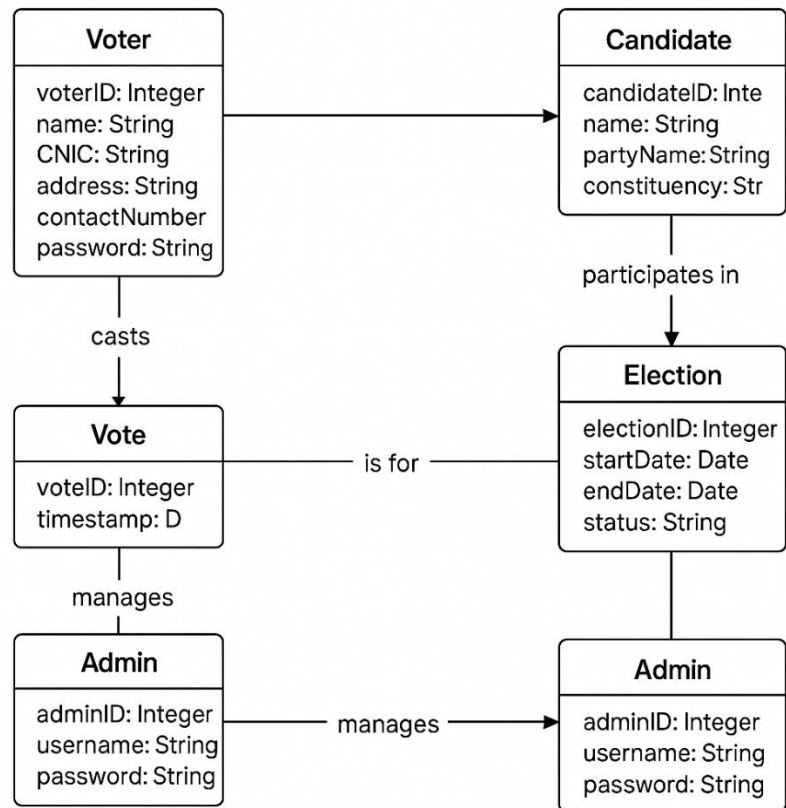 Voter
voterID: Integer
name: String
CNIC: String
address: String
contactNumber
password: String
Candidate
candidateID: Inte
name: String
partyName: String
constituency: Str
casts
participates in
Vote
voteID: Integer
timestamp: D
is for
Election
electionID: Integer
startDate: Date
endDate: Date
status: String
manages
Admin
adminID: Integer
username: String
password: String
manages
Admin
adminID: Integer
username: String
password: String